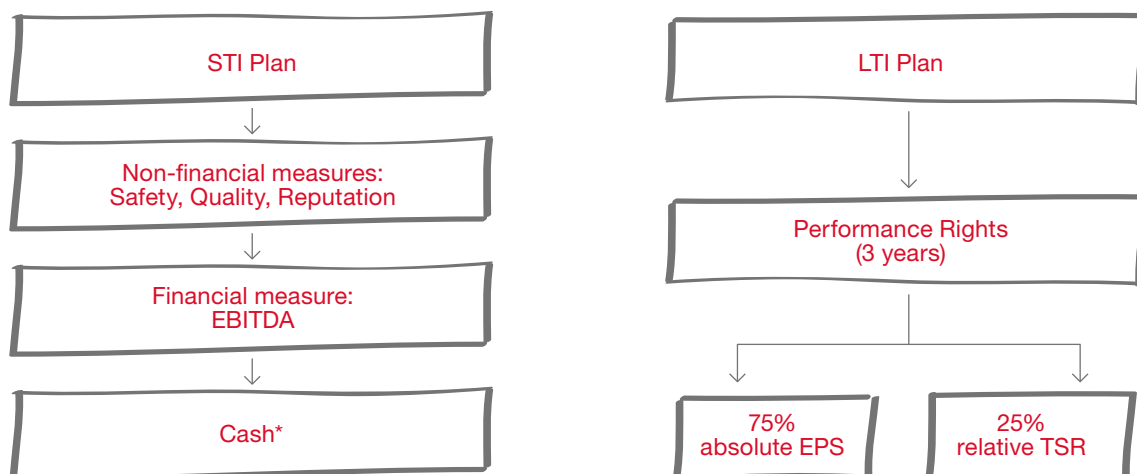 STI Plan
Non-financial measures:
Safety, Quality, Reputation
Financial measure:
EBITDA
Cash*
LTI Plan
Performance Rights
(3 years)
75%
absolute EPS
25%
relative TSR